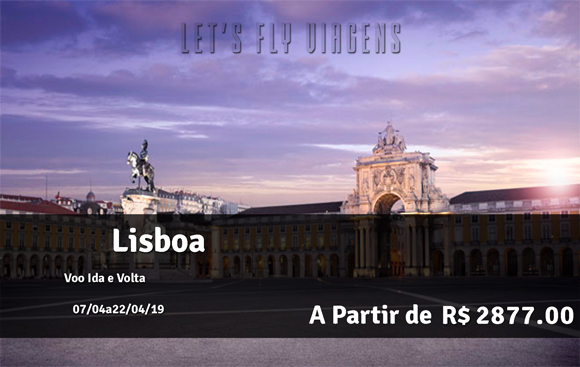 LET'S FLY VIAGENS
Lisboa
Voo Ida e Volta
07/04a22/04/19
A Partir de R$ 2877.00